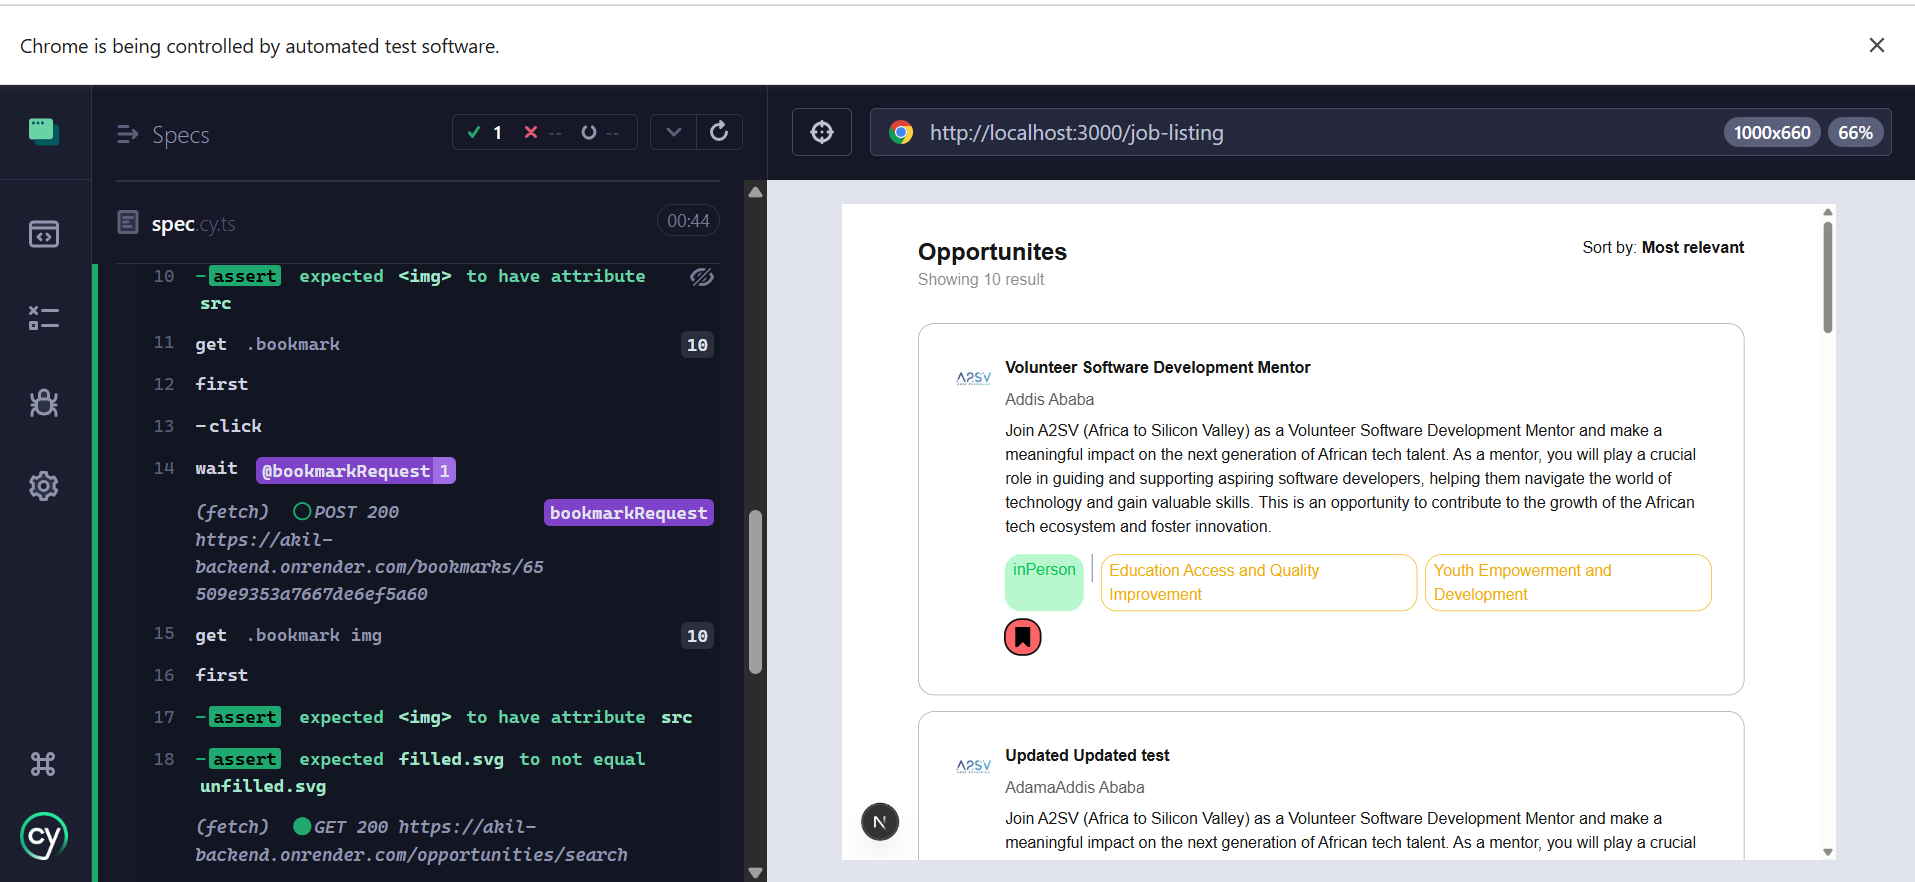 Chrome is being controlled by automated test software.
Specs
1 -- --
http://localhost:3000/job-listing
1000x660
66%
spec.cy.ts
00:44
10 -assert expected <img> to have attribute
src
11 get .bookmark 10
12 first
13 -click
14 wait @bookmarkRequest 1
(fetch) POST 200 bookmarkRequest
https://akil-
backend.onrender.com/bookmarks/65
509e9353a7667de6ef5a60
15 get .bookmark img 10
16 first
17 -assert expected <img> to have attribute src
18 -assert expected filled.svg to not equal
unfilled.svg
(fetch) GET 200 https://akil-
backend.onrender.com/opportunities/search
cy
Opportunites
Sort by: Most relevant
Showing 10 result
A2SV
Volunteer Software Development Mentor
Addis Ababa
Join A2SV (Africa to Silicon Valley) as a Volunteer Software Development Mentor and make a
meaningful impact on the next generation of African tech talent. As a mentor, you will play a crucial
role in guiding and supporting aspiring software developers, helping them navigate the world of
technology and gain valuable skills. This is an opportunity to contribute to the growth of the African
tech ecosystem and foster innovation.
inPerson
Education Access and Quality
Improvement
Youth Empowerment and
Development
A2SV
Updated Updated test
AdamaAddis Ababa
Join A2SV (Africa to Silicon Valley) as a Volunteer Software Development Mentor and make a
meaningful impact on the next generation of African tech talent. As a mentor, you will play a crucial
N